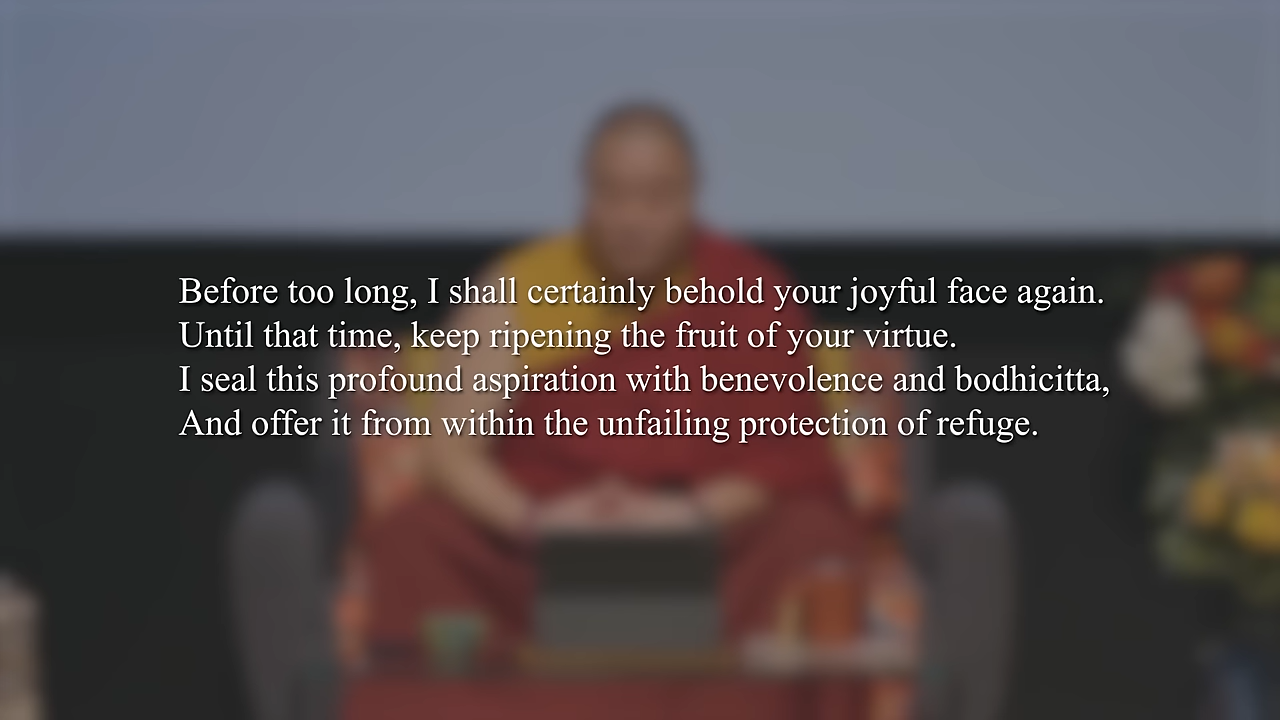 Before too long, I shall certainly behold your joyful face again.
Until that time, keep ripening the fruit of your virtue.
I seal this profound aspiration with benevolence and bodhicitta,
And offer it from within the unfailing protection of refuge.